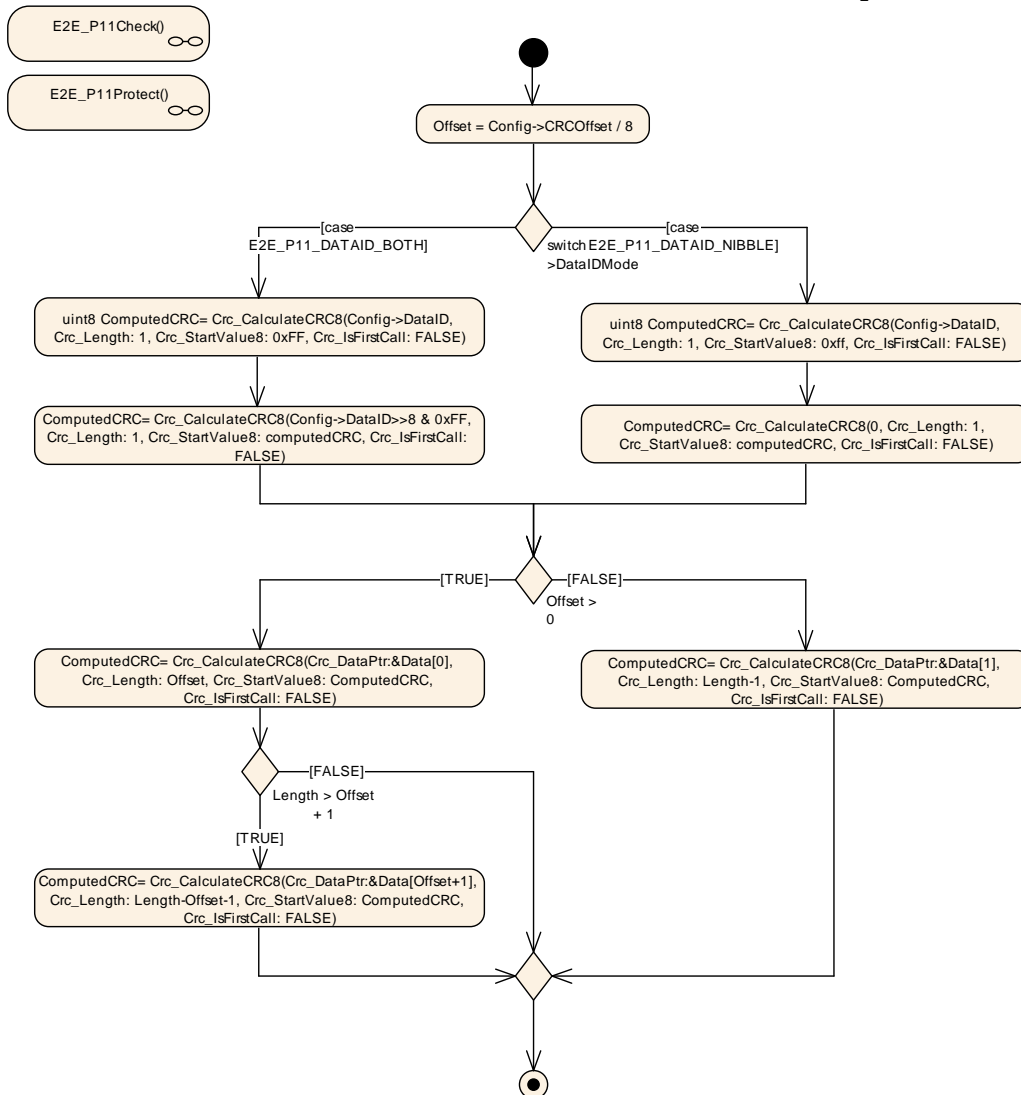 E2E_P11Check()
E2E_P11Protect()
Offset = Config->CRCOffset / 8
[case
E2E_P11_DATAID_BOTH]
[case
switch E2E_P11_DATAID_NIBBLE]
>DataIDMode
uint8 ComputedCRC= Crc_CalculateCRC8(Config->DataID,
Crc_Length: 1, Crc_StartValue8: 0xFF, Crc_IsFirstCall: FALSE)
uint8 ComputedCRC= Crc_CalculateCRC8(Config->DataID,
Crc_Length: 1, Crc_StartValue8: 0xff, Crc_IsFirstCall: FALSE)
ComputedCRC= Crc_CalculateCRC8(Config->DataID>>8 & 0xFF,
Crc_Length: 1, Crc_StartValue8: computedCRC, Crc_IsFirstCall:
FALSE)
ComputedCRC= Crc_CalculateCRC8(0, Crc_Length: 1,
Crc_StartValue8: computedCRC, Crc_IsFirstCall: FALSE)
[TRUE]
[FALSE]
Offset >
0
ComputedCRC= Crc_CalculateCRC8(Crc_DataPtr:&Data[0],
Crc_Length: Offset, Crc_StartValue8: ComputedCRC,
Crc_IsFirstCall: FALSE)
ComputedCRC= Crc_CalculateCRC8(Crc_DataPtr:&Data[1],
Crc_Length: Length-1, Crc_StartValue8: ComputedCRC,
Crc_IsFirstCall: FALSE)
[FALSE]
Length > Offset
+ 1
[TRUE]
ComputedCRC= Crc_CalculateCRC8(Crc_DataPtr:&Data[Offset+1],
Crc_Length: Length-Offset-1, Crc_StartValue8: ComputedCRC,
Crc_IsFirstCall: FALSE)